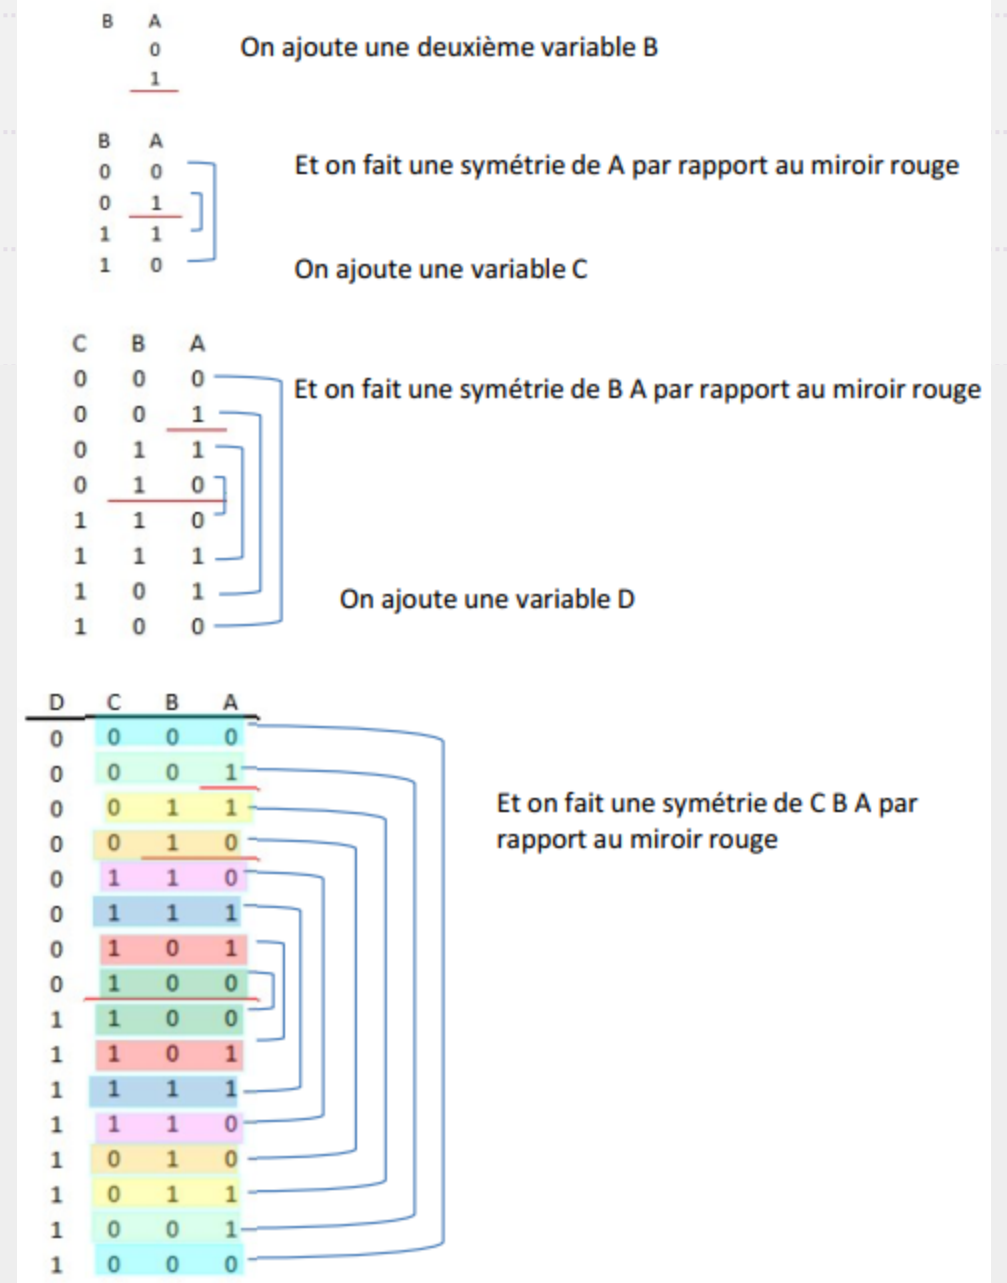 B A
0 On ajoute une deuxième variable B
1
B A
0 0 Et on fait une symétrie de A par rapport au miroir rouge
0 1
1 1
1 0 On ajoute une variable C
C B A
0 0 0 Et on fait une symétrie de B A par rapport au miroir rouge
0 0 1
0 1 1
0 1 0
1 1 0
1 1 1
1 0 1 On ajoute une variable D
1 0 0
D C B A
0 0 0 0
0 0 0 1
0 0 1 1 Et on fait une symétrie de C B A par
0 0 1 0 rapport au miroir rouge
0 1 1 0
0 1 1 1
0 1 0 1
0 1 0 0
1 1 0 0
1 1 0 1
1 1 1 1
1 1 1 0
1 0 1 0
1 0 1 1
1 0 0 1
1 0 0 0